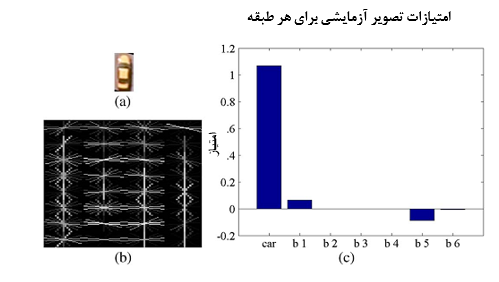 امتیازات تصویر آزمایشی برای هر طبقه
(a)
(b)
امتیاز
1.2
1
.8
.6
.4
.2
0
-0.2
car b 1 b 2 b 3 b 4 b 5 b 6
(c)